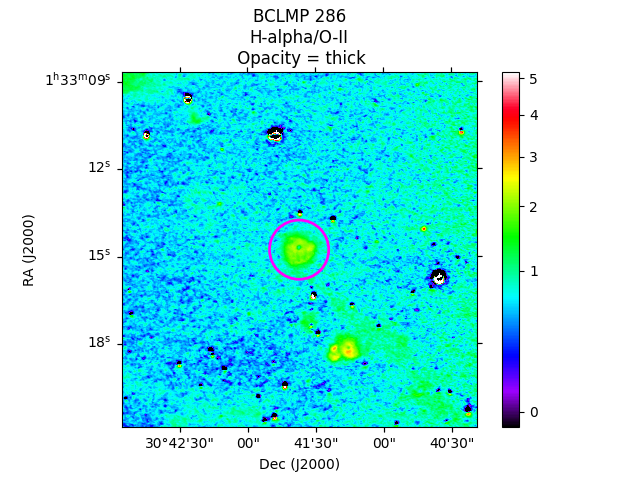 BCLMP 286
H-alpha/O-II
Opacity = thick
1ʰ33ᵐ09ˢ
12ˢ
15ˢ
18ˢ
RA (J2000)
30°42'30" 00" 41'30" 00" 40'30"
Dec (J2000)
5
4
3
2
1
0